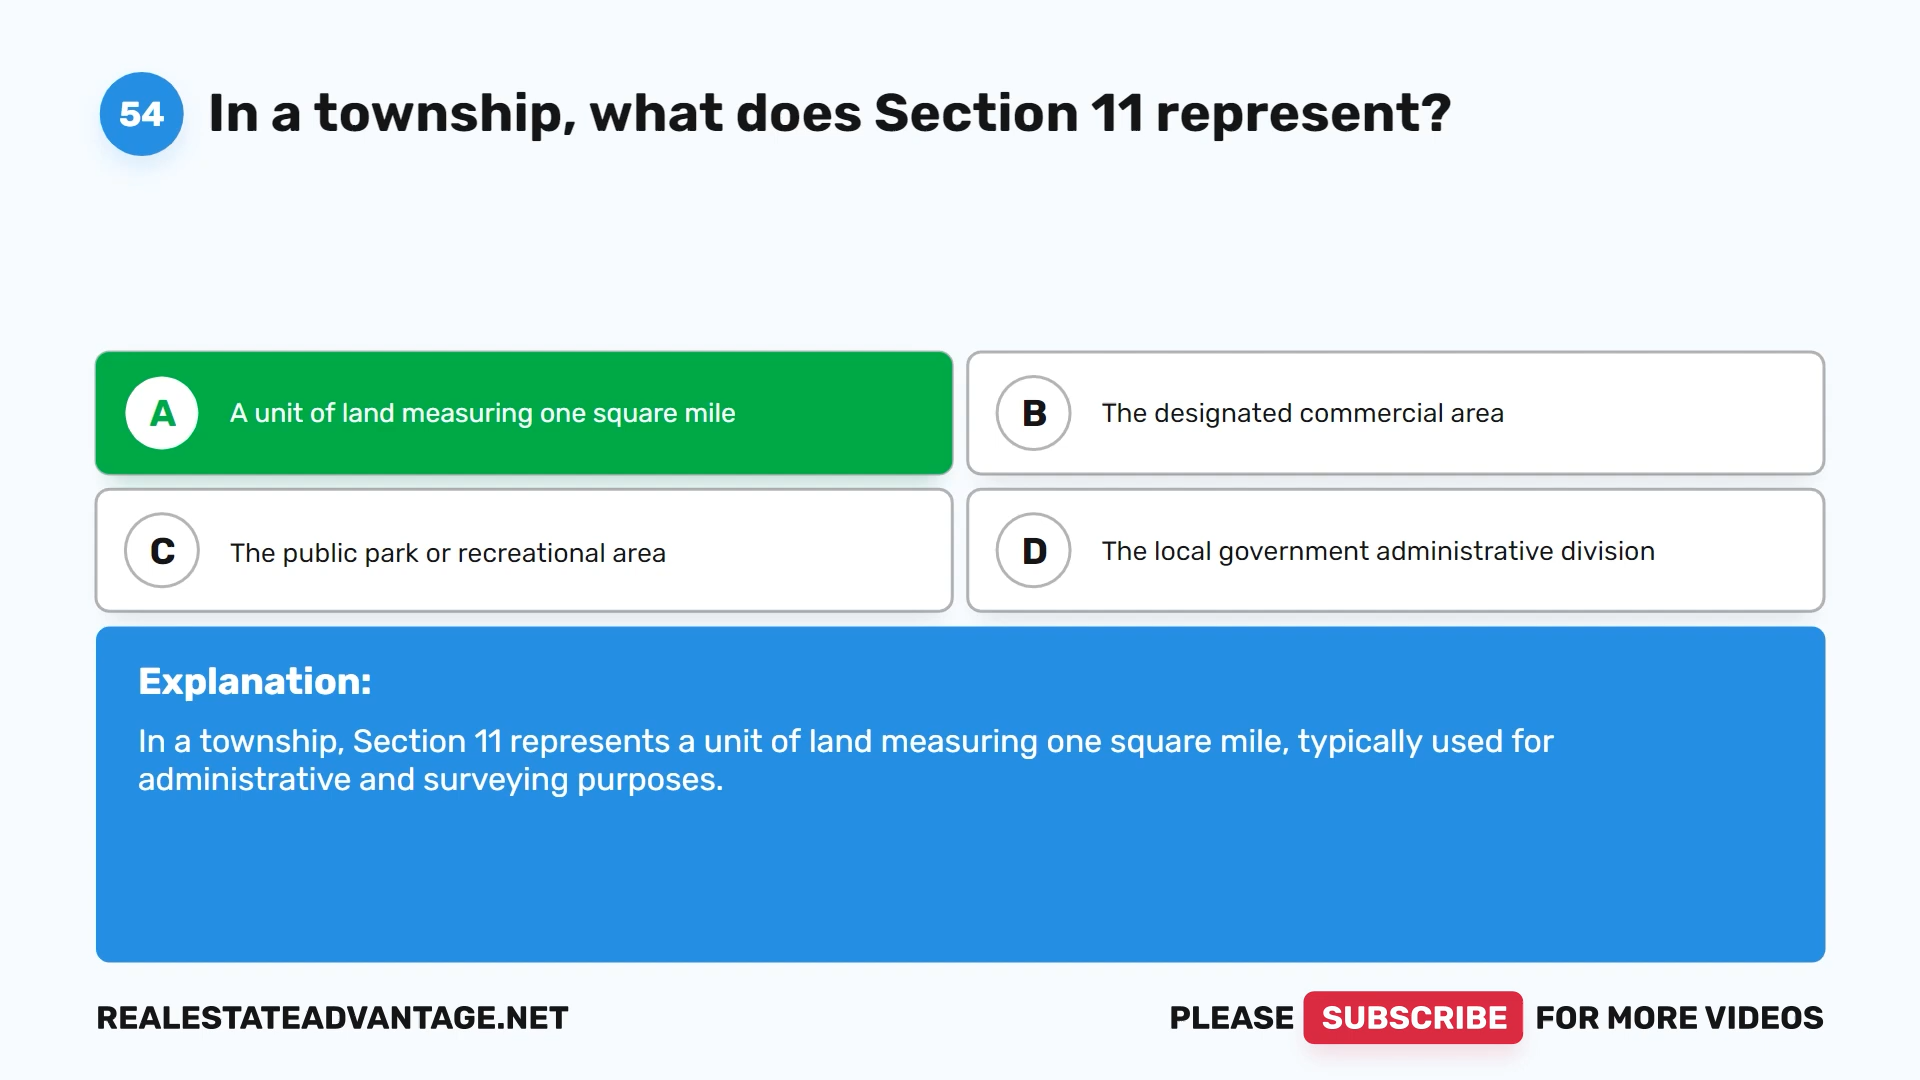 54 In a township, what does Section 11 represent?
A A unit of land measuring one square mile
B The designated commercial area
C The public park or recreational area
D The local government administrative division
Explanation:
In a township, Section 11 represents a unit of land measuring one square mile, typically used for
administrative and surveying purposes.
REALESTATEADVANTAGE.NET
PLEASE SUBSCRIBE FOR MORE VIDEOS